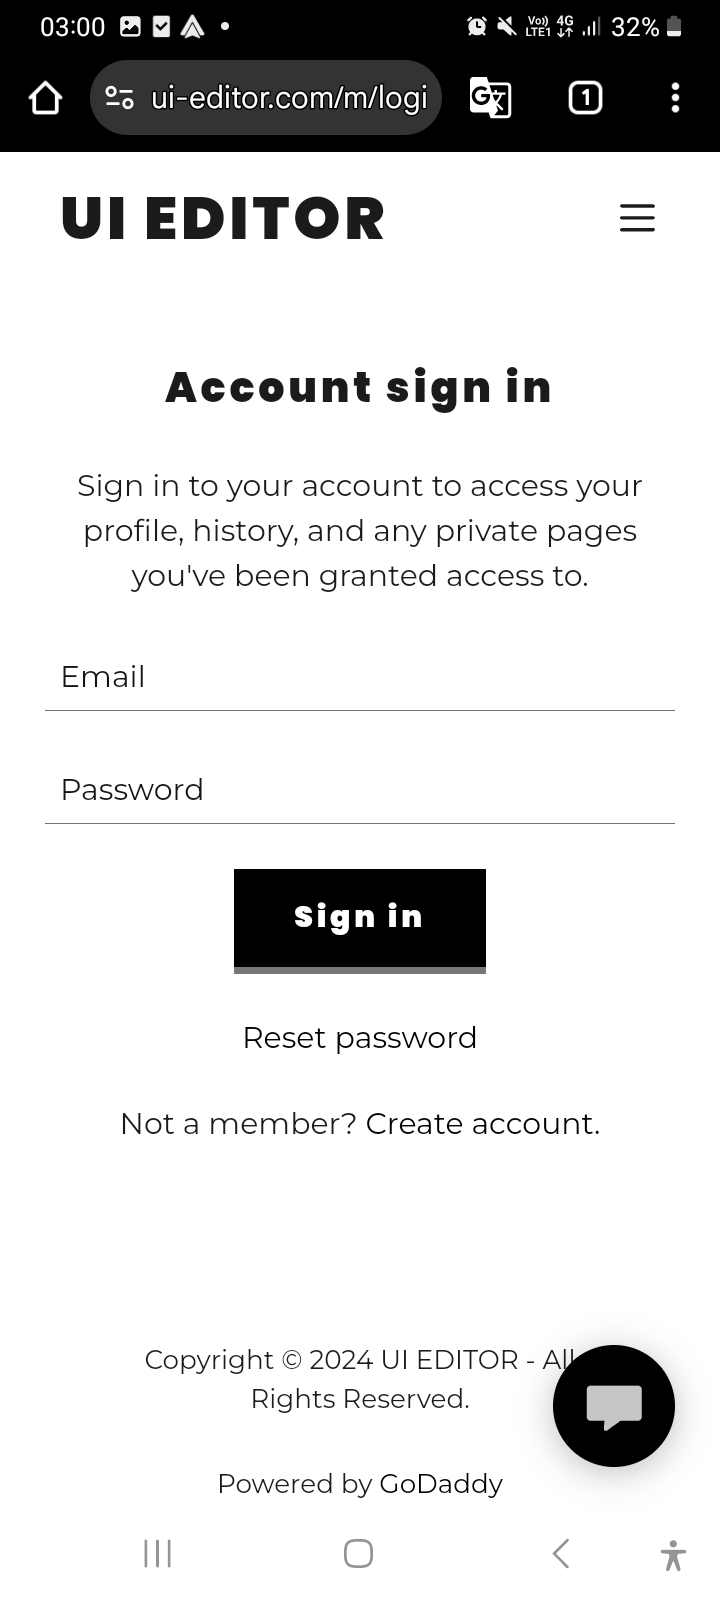 03:00
Vo)) LTE1 4G 32%
ui-editor.com/m/logi
G
1
UI EDITOR
Account sign in
Sign in to your account to access your
profile, history, and any private pages
you've been granted access to.
Email
Password
Sign in
Reset password
Not a member? Create account.
Copyright © 2024 UI EDITOR - All
Rights Reserved.
Powered by GoDaddy